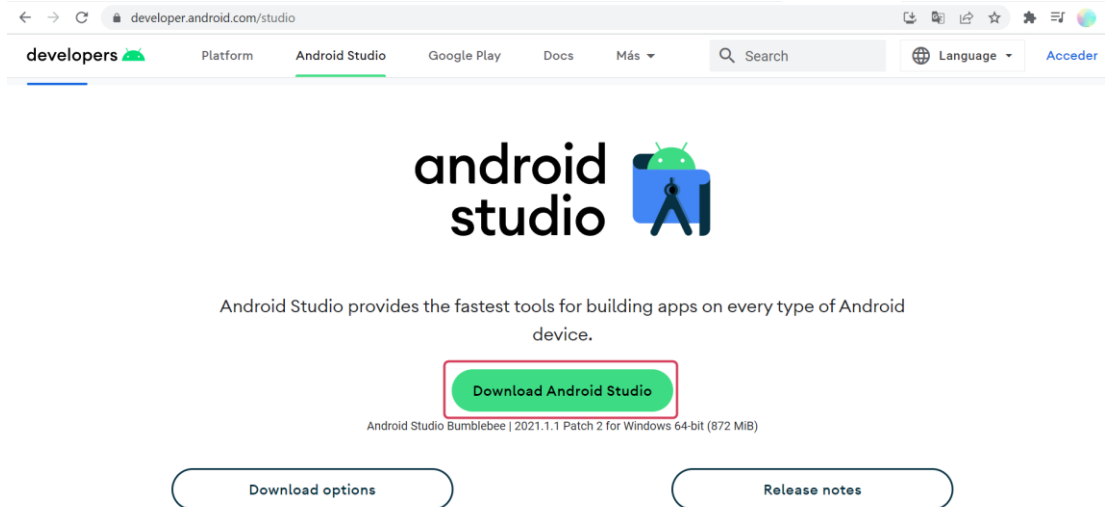 developer.android.com/studio
developers Platform Android Studio Google Play Docs Más Search Language Acceder
android
studio
Android Studio provides the fastest tools for building apps on every type of Android
device.
Download Android Studio
Android Studio Bumblebee | 2021.1.1 Patch 2 for Windows 64-bit (872 MiB)
Download options Release notes